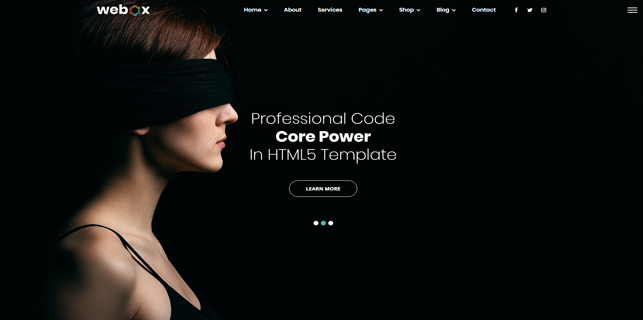 webox
Home About Services Pages Shop Blog Contact
Professional Code
Core Power
In HTML5 Template
LEARN MORE